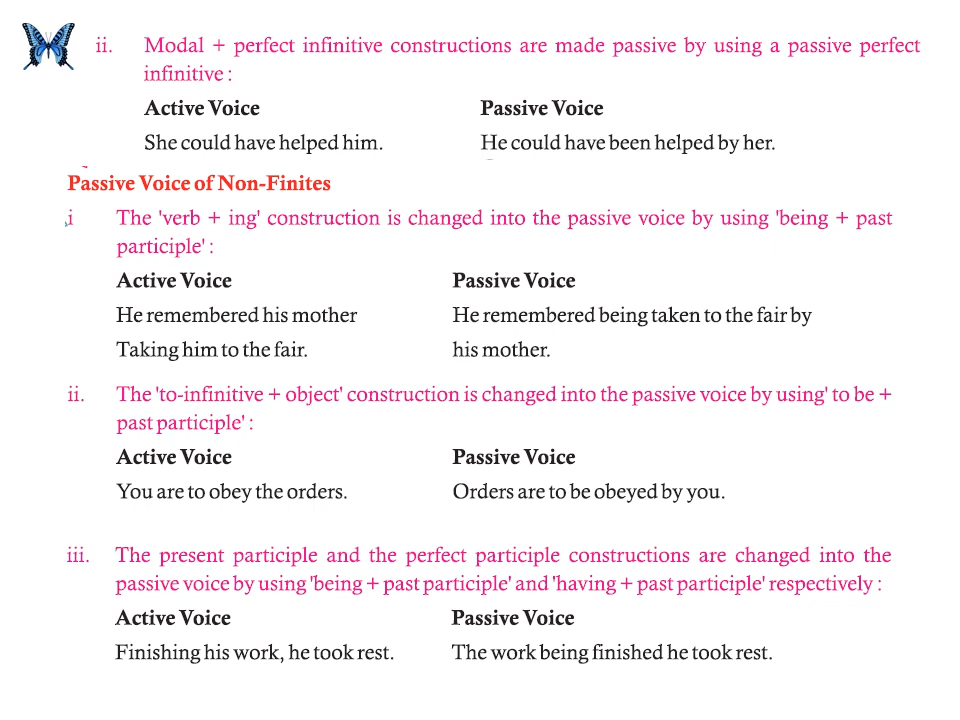 ii. Modal + perfect infinitive constructions are made passive by using a passive perfect
infinitive :
Active Voice Passive Voice
She could have helped him. He could have been helped by her.
Passive Voice of Non-Finites
i The 'verb + ing' construction is changed into the passive voice by using 'being + past
participle' :
Active Voice Passive Voice
He remembered his mother He remembered being taken to the fair by
Taking him to the fair. his mother.
ii. The 'to-infinitive + object' construction is changed into the passive voice by using' to be +
past participle' :
Active Voice Passive Voice
You are to obey the orders. Orders are to be obeyed by you.
iii. The present participle and the perfect participle constructions are changed into the
passive voice by using 'being + past participle' and 'having + past participle' respectively :
Active Voice Passive Voice
Finishing his work, he took rest. The work being finished he took rest.